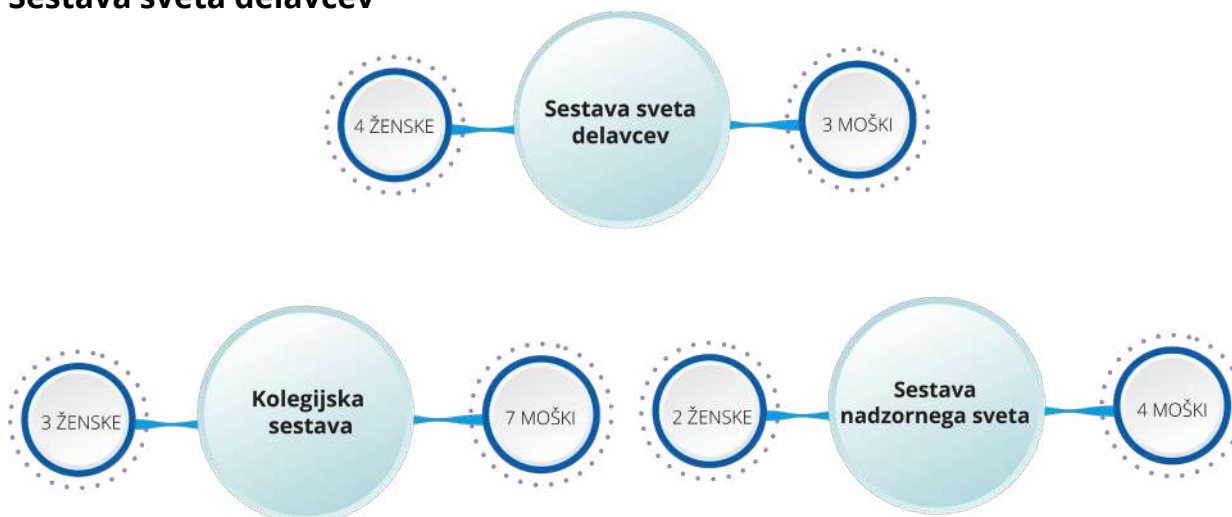 Sestava sveta delavcev
4 ŽENSKE
Sestava sveta
delavcev
3 MOŠKI
3 ŽENSKE
Kolegijska
sestava
7 MOŠKI
2 ŽENSKE
Sestava
nadzornega sveta
4 MOŠKI